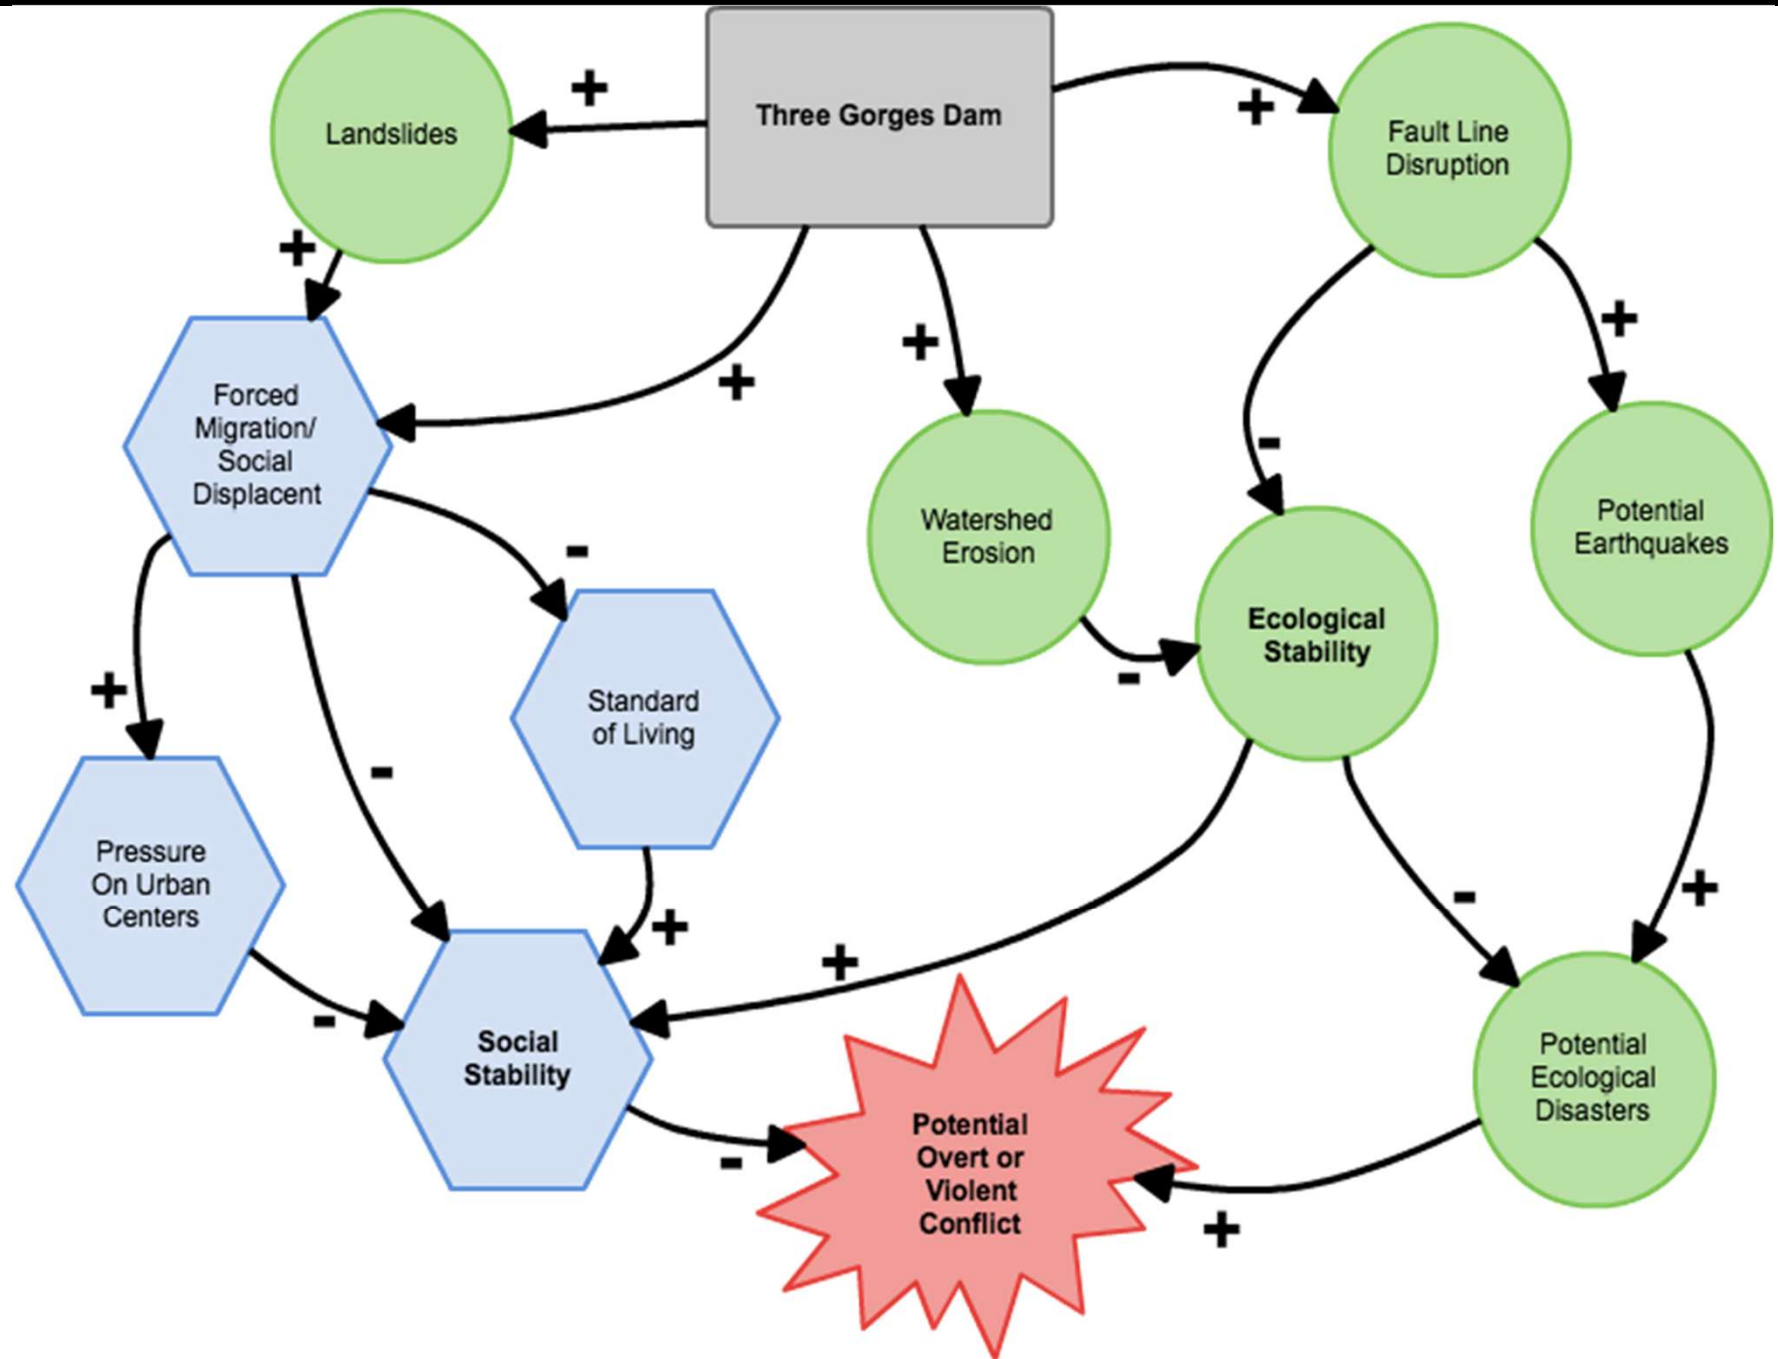 Three Gorges Dam
+
+
Landslides
Fault Line
Disruption
+
+
+
-
+
Forced
Migration/
Social
Displacent
Watershed
Erosion
Potential
Earthquakes
-
+
-
Standard
of Living
Ecological
Stability
-
Pressure
On Urban
Centers
-
+
+
-
+
Social
Stability
-
Potential
Overt or
Violent
Conflict
+
Potential
Ecological
Disasters